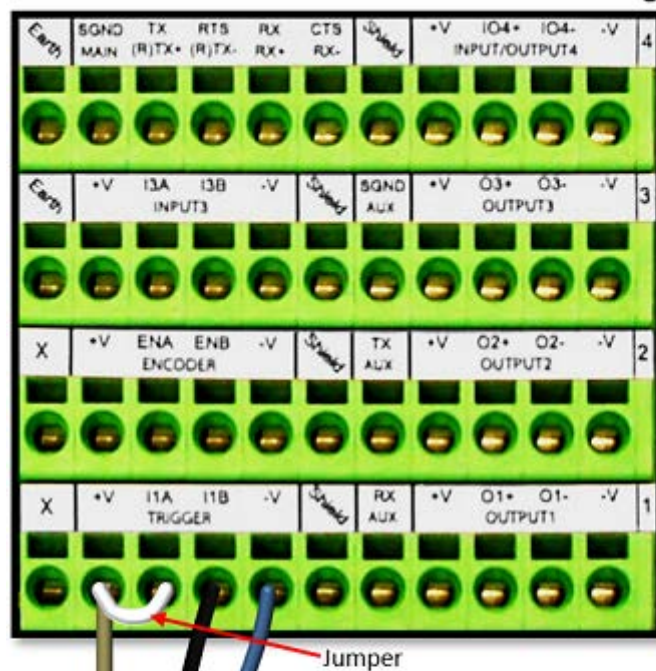 Earth SGND TX RTS RX CTS Shield +V IO4+ IO4- -V 4
MAIN (R)TX+ (R)TX- RX+ RX- INPUT/OUTPUT4
Earth +V I3A I3B -V Shield SGND +V O3+ O3- -V 3
INPUT3 AUX OUTPUT3
X +V ENA ENB -V Shield TX +V O2+ O2- -V 2
ENCODER AUX OUTPUT2
X +V I1A I1B -V Shield RX +V O1+ O1- -V 1
TRIGGER AUX OUTPUT1
Jumper